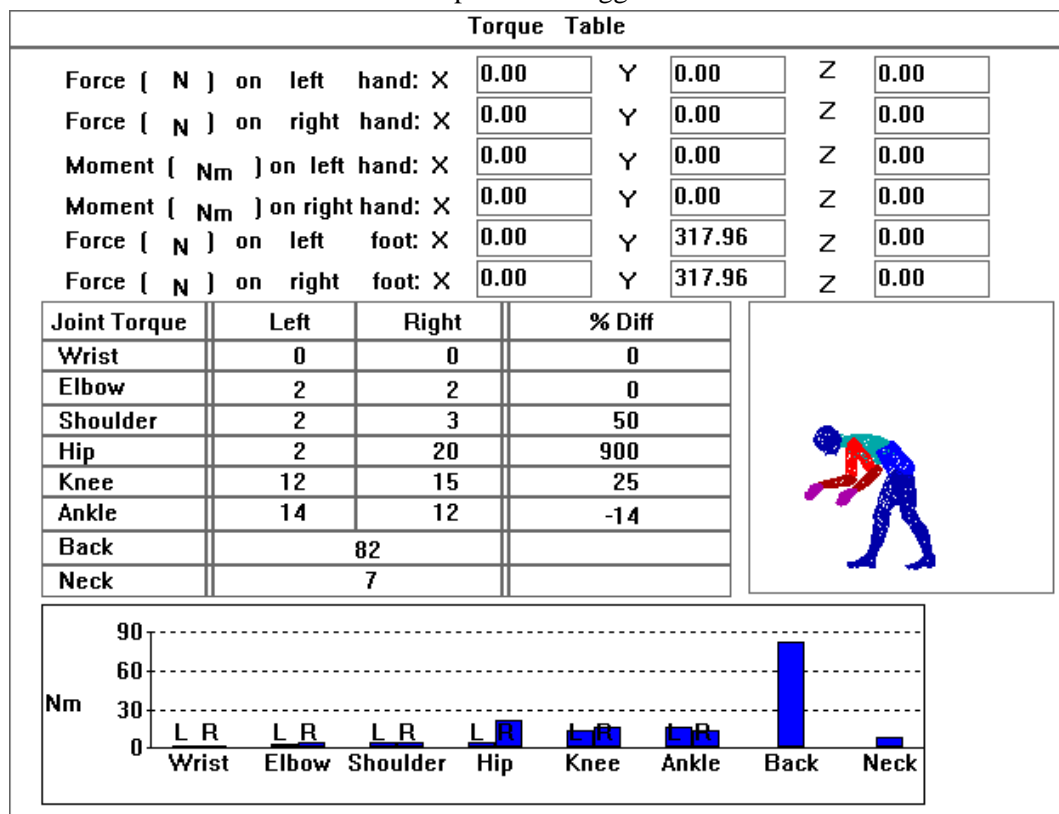 Torque Table
Force ( N ) on left hand: X 0.00 Y 0.00 Z 0.00
Force ( N ) on right hand: X 0.00 Y 0.00 Z 0.00
Moment ( Nm ) on left hand: X 0.00 Y 0.00 Z 0.00
Moment ( Nm ) on right hand: X 0.00 Y 0.00 Z 0.00
Force ( N ) on left foot: X 0.00 Y 317.96 Z 0.00
Force ( N ) on right foot: X 0.00 Y 317.96 Z 0.00
Joint Torque Left Right % Diff
Wrist 0 0 0
Elbow 2 2 0
Shoulder 2 3 50
Hip 2 20 900
Knee 12 15 25
Ankle 14 12 -14
Back 82
Neck 7
90
60
Nm 30
L R L R L R L R L R L R
0
Wrist Elbow Shoulder Hip Knee Ankle Back Neck